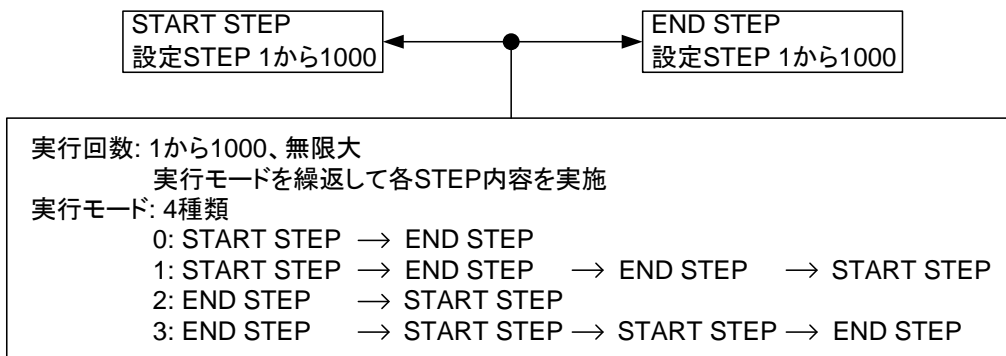 START STEP
設定STEP 1から1000
END STEP
設定STEP 1から1000
実行回数: 1から1000、無限大
実行モードを繰返して各STEP内容を実施
実行モード: 4種類
0: START STEP → END STEP
1: START STEP → END STEP → END STEP → START STEP
2: END STEP → START STEP
3: END STEP → START STEP → START STEP → END STEP